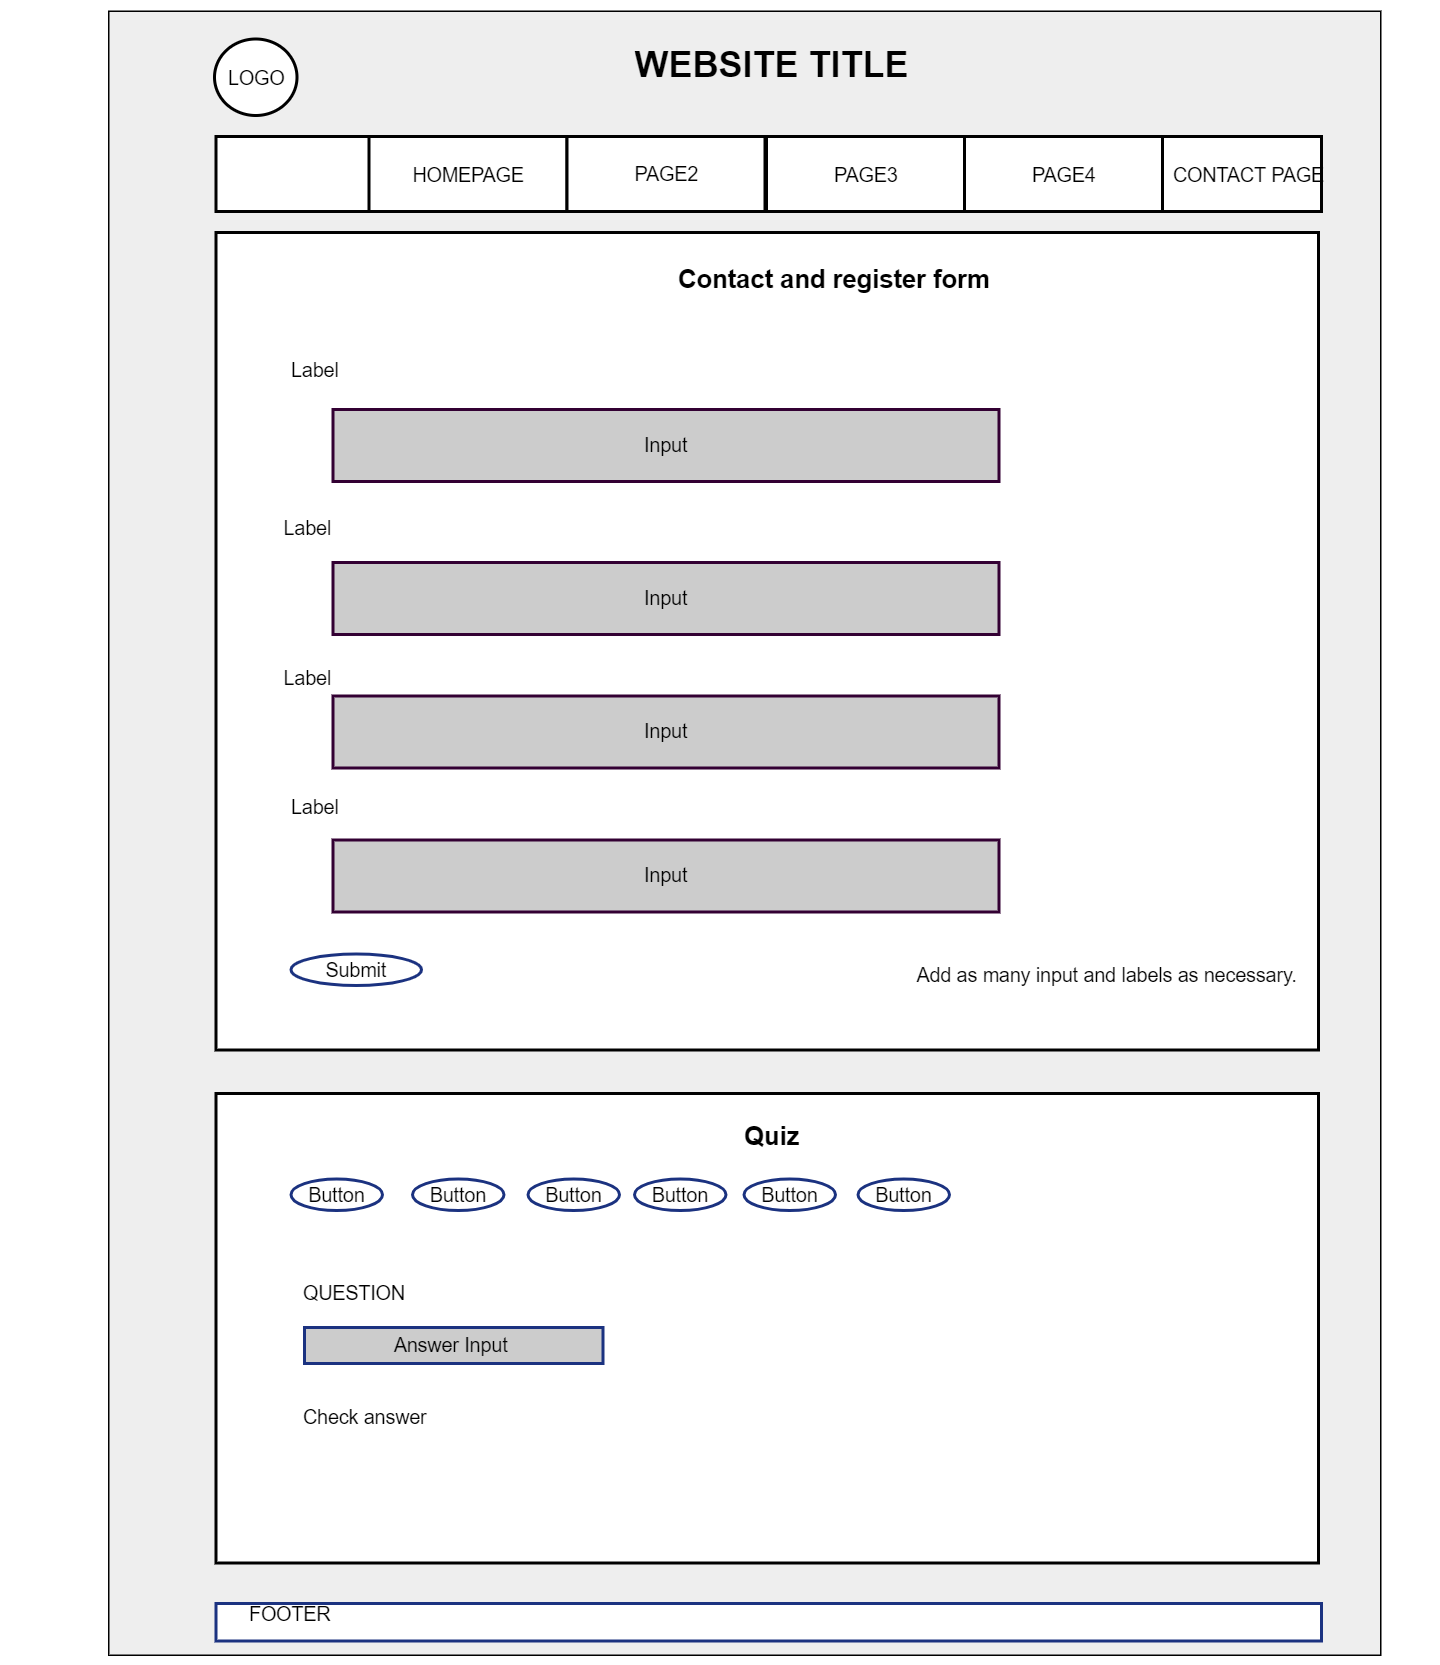 LOGO
WEBSITE TITLE
HOMEPAGE
PAGE2
PAGE3
PAGE4
CONTACT PAGE
Contact and register form
Label
Input
Label
Input
Label
Input
Label
Input
Submit
Add as many input and labels as necessary.
Quiz
Button
Button
Button
Button
Button
Button
QUESTION
Answer Input
Check answer
FOOTER